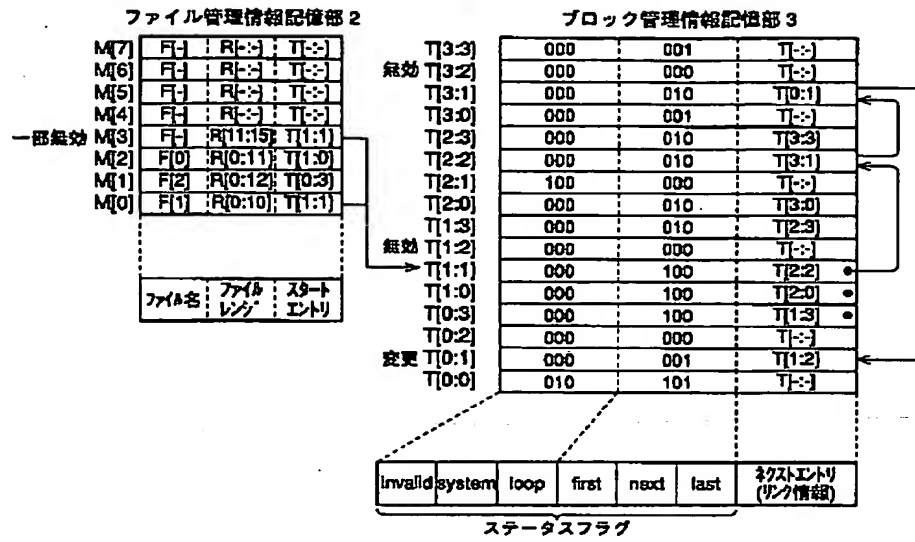 ファイル管理情報記憶部 2
M[7] F[-] R[-:-] T[-:-]
M[6] F[-] R[-:-] T[-:-]
M[5] F[-] R[-:-] T[-:-]
M[4] F[-] R[-:-] T[-:-]
一部無効 M[3] F[-] R[11:15] T[1:1]
M[2] F[0] R[0:11] T[1:0]
M[1] F[2] R[0:12] T[0:3]
M[0] F[1] R[0:10] T[1:1]
ファイル名 ファイルレンジ スタートエントリ
ブロック管理情報記憶部 3
T[3:3] 000 001 T[-:-]
無効 T[3:2] 000 000 T[-:-]
T[3:1] 000 010 T[0:1]
T[3:0] 000 001 T[-:-]
T[2:3] 000 010 T[3:3]
T[2:2] 000 010 T[3:1]
T[2:1] 100 000 T[-:-]
T[2:0] 000 010 T[3:0]
T[1:3] 000 010 T[2:3]
無効 T[1:2] 000 000 T[-:-]
T[1:1] 000 100 T[2:2]
T[1:0] 000 100 T[2:0]
T[0:3] 000 100 T[1:3]
T[0:2] 000 000 T[-:-]
変更 T[0:1] 000 001 T[1:2]
T[0:0] 010 101 T[-:-]
invalid system loop first next last ネクストエントリ
(リンク情報)
ステータスフラグ